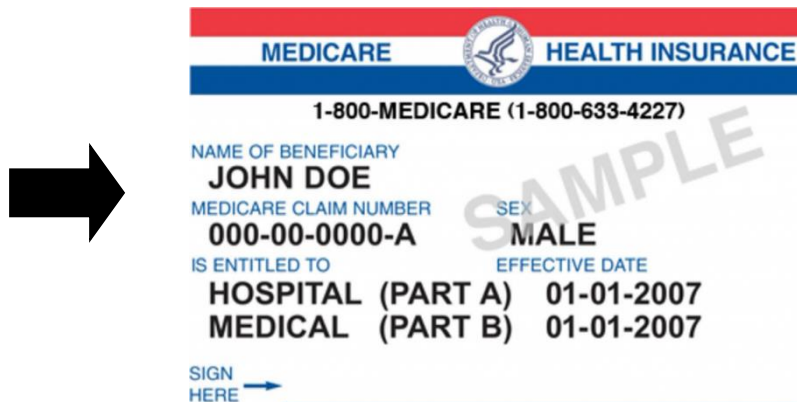 MEDICARE HEALTH INSURANCE
1-800-MEDICARE (1-800-633-4227)
NAME OF BENEFICIARY
JOHN DOE
MEDICARE CLAIM NUMBER SEX
000-00-0000-A MALE
IS ENTITLED TO EFFECTIVE DATE
HOSPITAL (PART A) 01-01-2007
MEDICAL (PART B) 01-01-2007
SIGN
HERE
SAMPLE